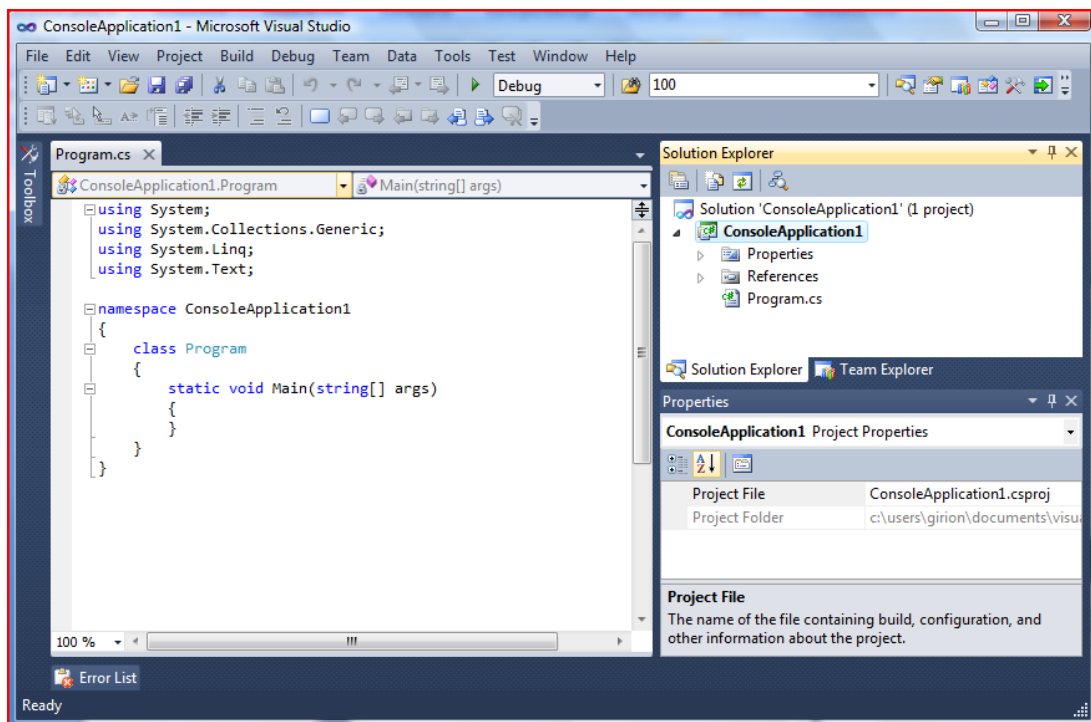 ConsoleApplication1 - Microsoft Visual Studio
File Edit View Project Build Debug Team Data Tools Test Window Help
Debug 100
Toolbox
Program.cs
ConsoleApplication1.Program Main(string[] args)
using System;
using System.Collections.Generic;
using System.Linq;
using System.Text;
namespace ConsoleApplication1
{
class Program
{
static void Main(string[] args)
{
}
}
}
100 %
Solution Explorer
Solution 'ConsoleApplication1' (1 project)
ConsoleApplication1
Properties
References
Program.cs
Solution Explorer Team Explorer
Properties
ConsoleApplication1 Project Properties
Project File ConsoleApplication1.csproj
Project Folder c:\users\girion\documents\visu
Project File
The name of the file containing build, configuration, and
other information about the project.
Error List
Ready